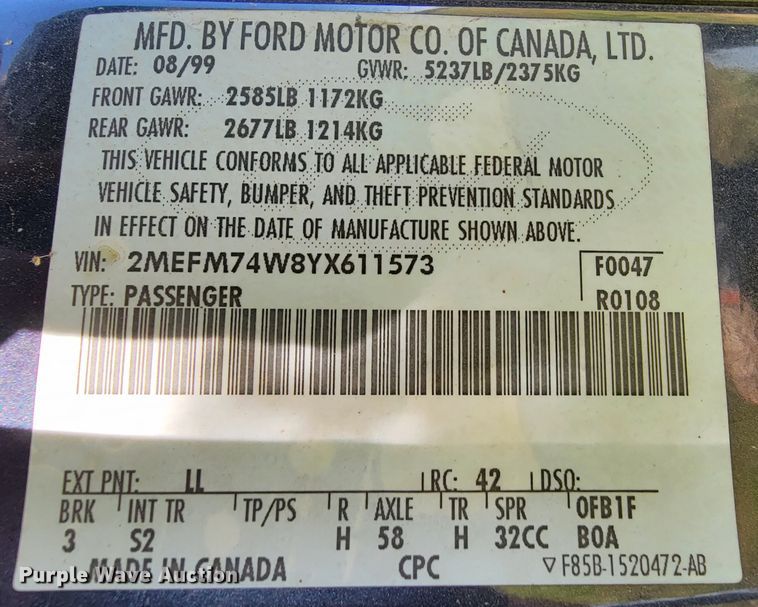 MFD. BY FORD MOTOR CO. OF CANADA, LTD.
DATE: 08/99 GVWR: 5237LB/2375KG
FRONT GAWR: 2585LB 1172KG
REAR GAWR: 2677LB 1214KG
THIS VEHICLE CONFORMS TO ALL APPLICABLE FEDERAL MOTOR
VEHICLE SAFETY, BUMPER, AND THEFT PREVENTION STANDARDS
IN EFFECT ON THE DATE OF MANUFACTURE SHOWN ABOVE.
VIN: 2MEFM74W8YX611573 F0047
TYPE: PASSENGER R0108
EXT PNT: LL RC: 42 DSO:
BRK INT TR TP/PS R AXLE TR SPR OFB1F
3 S2 H 58 H 32CC BOA
MADE IN CANADA CPC ▽F85B-1520472-AB
Purple Wave Auction